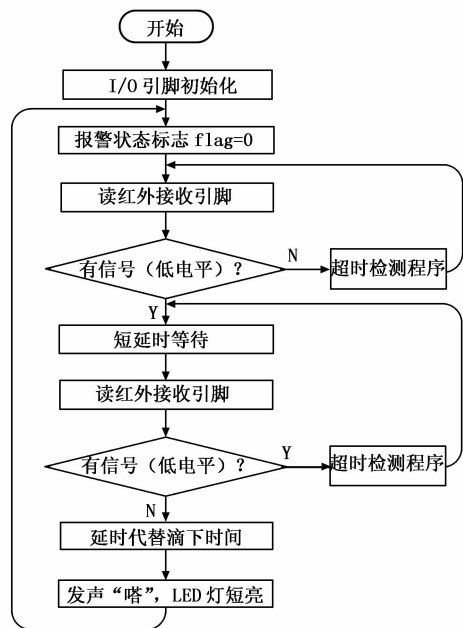 开始
I/O 引脚初始化
报警状态标志 flag=0
读红外接收引脚
有信号（低电平）？
N
超时检测程序
Y
短延时等待
读红外接收引脚
有信号（低电平）？
Y
超时检测程序
N
延时代替滴下时间
发声“嗒”，LED 灯短亮